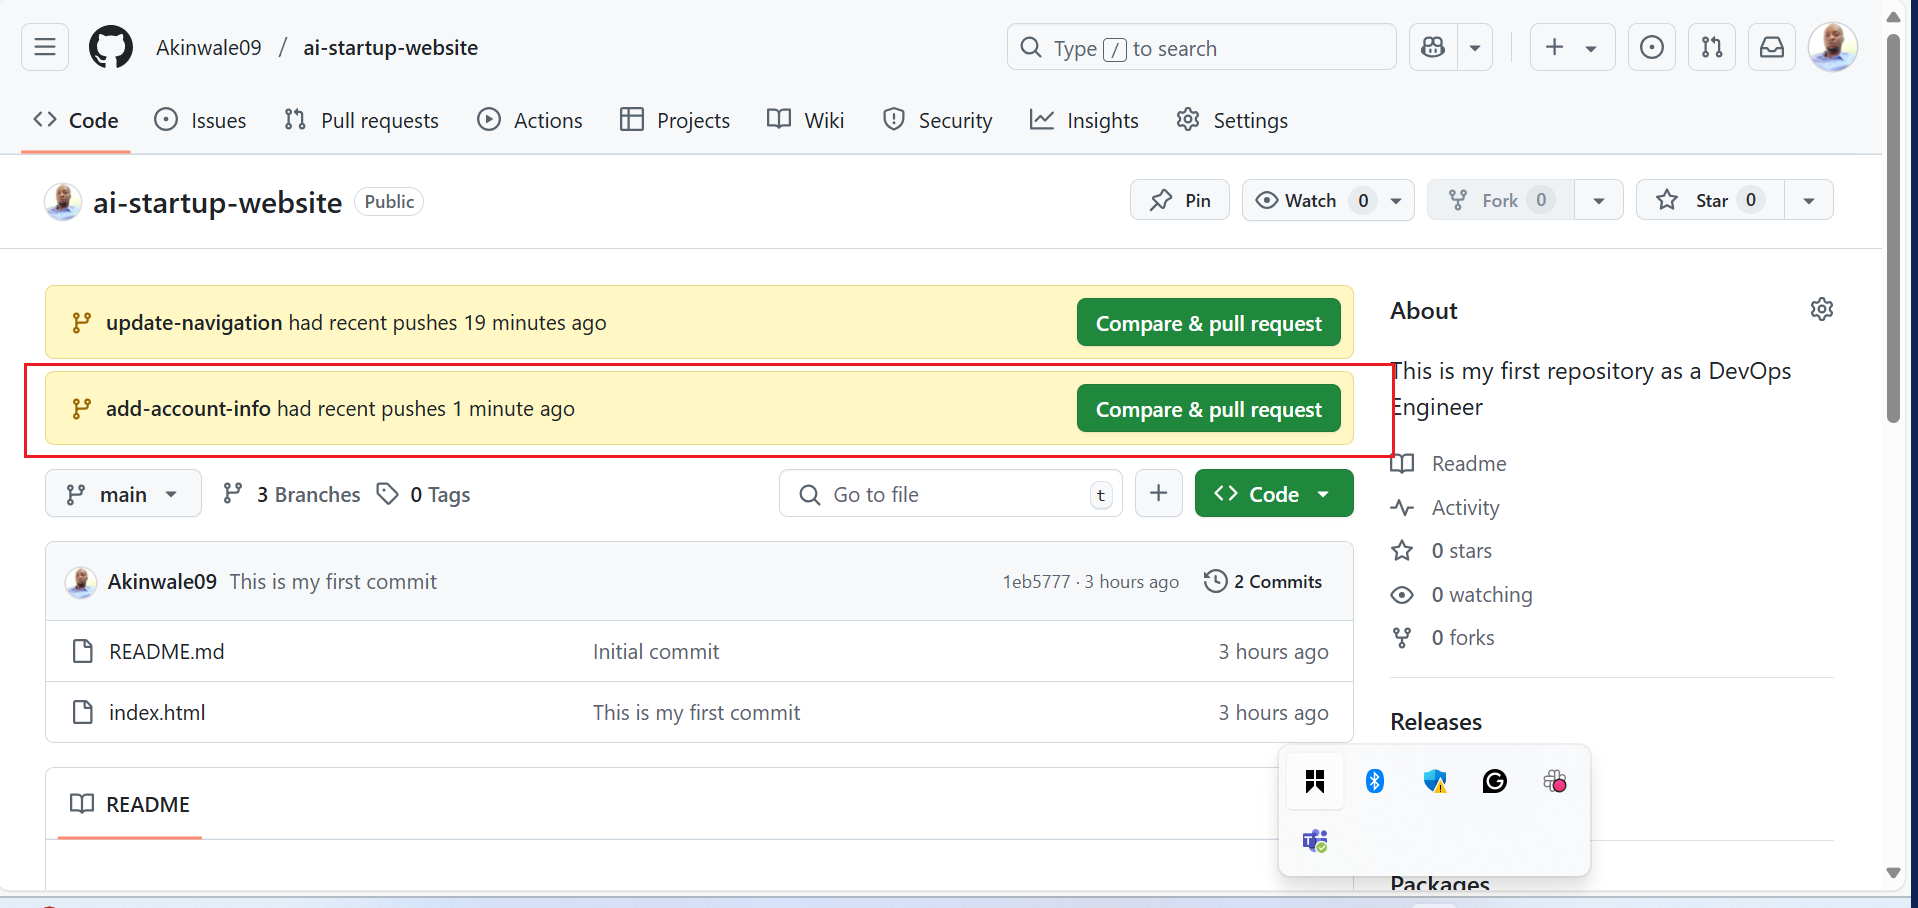 Akinwale09 / ai-startup-website
Type / to search
Code Issues Pull requests Actions Projects Wiki Security Insights Settings
ai-startup-website Public
Pin Watch 0 Fork 0 Star 0
update-navigation had recent pushes 19 minutes ago Compare & pull request
add-account-info had recent pushes 1 minute ago Compare & pull request
main 3 Branches 0 Tags Go to file t + Code
Akinwale09 This is my first commit 1eb5777 · 3 hours ago 2 Commits
README.md Initial commit 3 hours ago
index.html This is my first commit 3 hours ago
README
About
This is my first repository as a DevOps
Engineer
Readme
Activity
0 stars
0 watching
0 forks
Releases
Packages